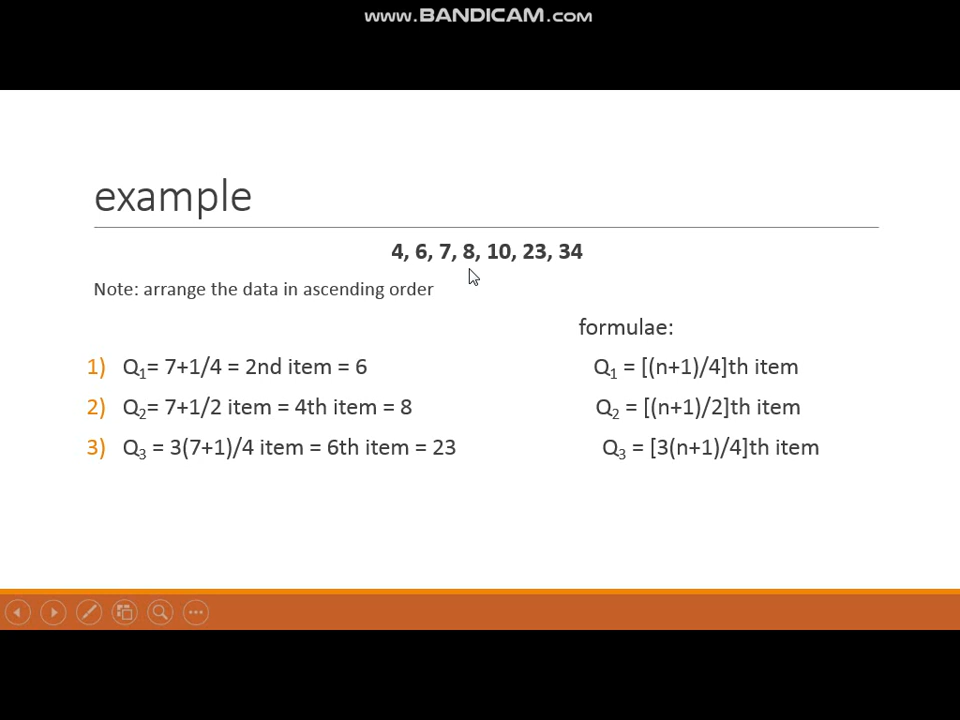 www.BANDICAM.com
example
4, 6, 7, 8, 10, 23, 34
Note: arrange the data in ascending order
formulae:
1) Q₁= 7+1/4 = 2nd item = 6 Q₁ = [(n+1)/4]th item
2) Q₂= 7+1/2 item = 4th item = 8 Q₂ = [(n+1)/2]th item
3) Q₃ = 3(7+1)/4 item = 6th item = 23 Q₃ = [3(n+1)/4]th item